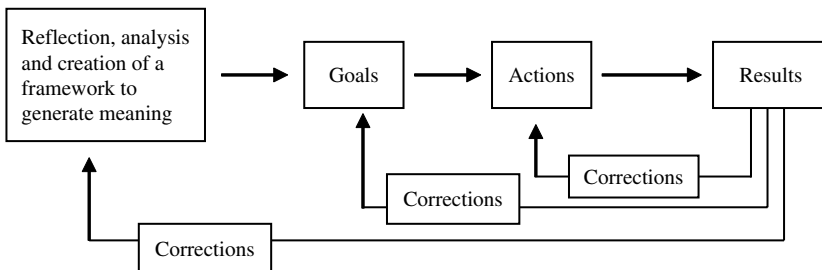 Reflection, analysis
and creation of a
framework to
generate meaning
Goals
Actions
Results
Corrections
Corrections
Corrections